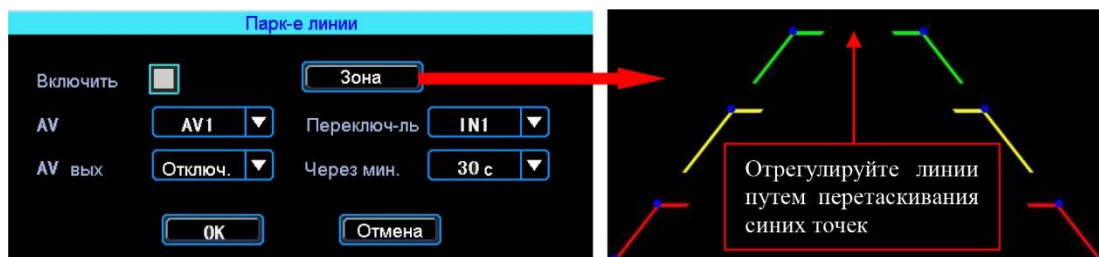 Парк-е линии
Включить
Зона
AV
AV1
Переключ-ль
IN1
AV вых
Отключ.
Через мин.
30 с
OK
Отмена
Отрегулируйте линии
путем перетаскивания
синих точек